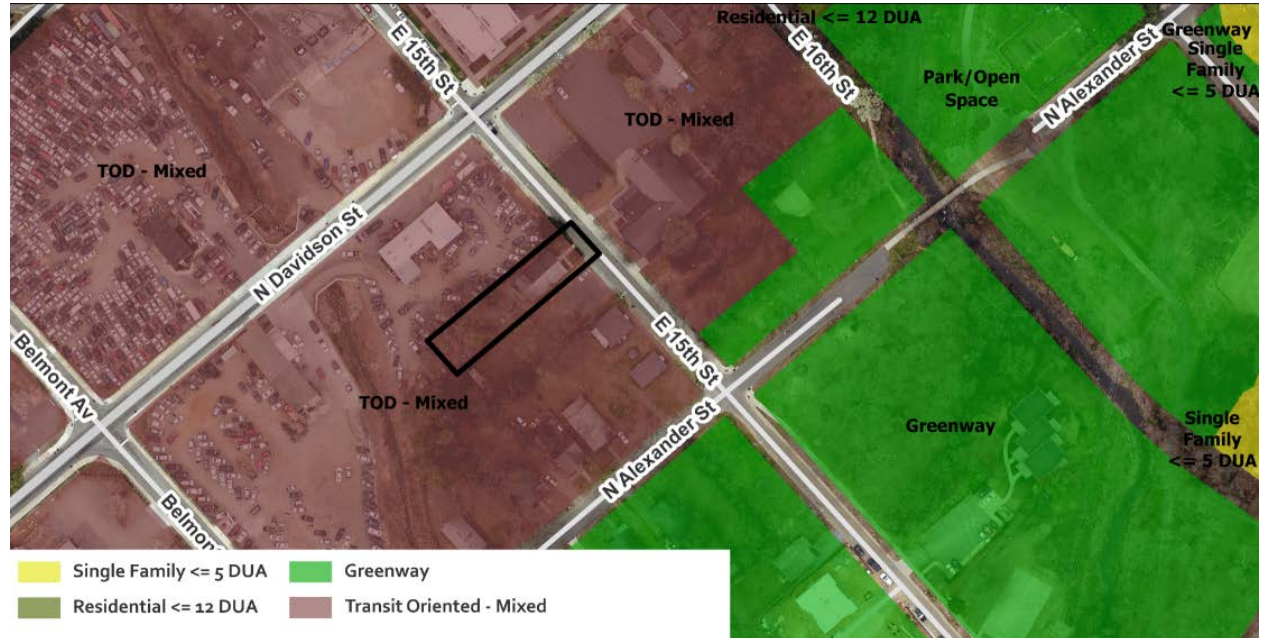 Residential <= 12 DUA
E 15th St
E 16th St
N Alexander St
Greenway
Single
Family
<= 5 DUA
Park/Open
Space
TOD - Mixed
TOD - Mixed
N Davidson St
E 15th St
Belmont Av
TOD - Mixed
N Alexander St
Greenway
Single
Family
<= 5 DUA
Belmon
Single Family <= 5 DUA
Greenway
Residential <= 12 DUA
Transit Oriented - Mixed